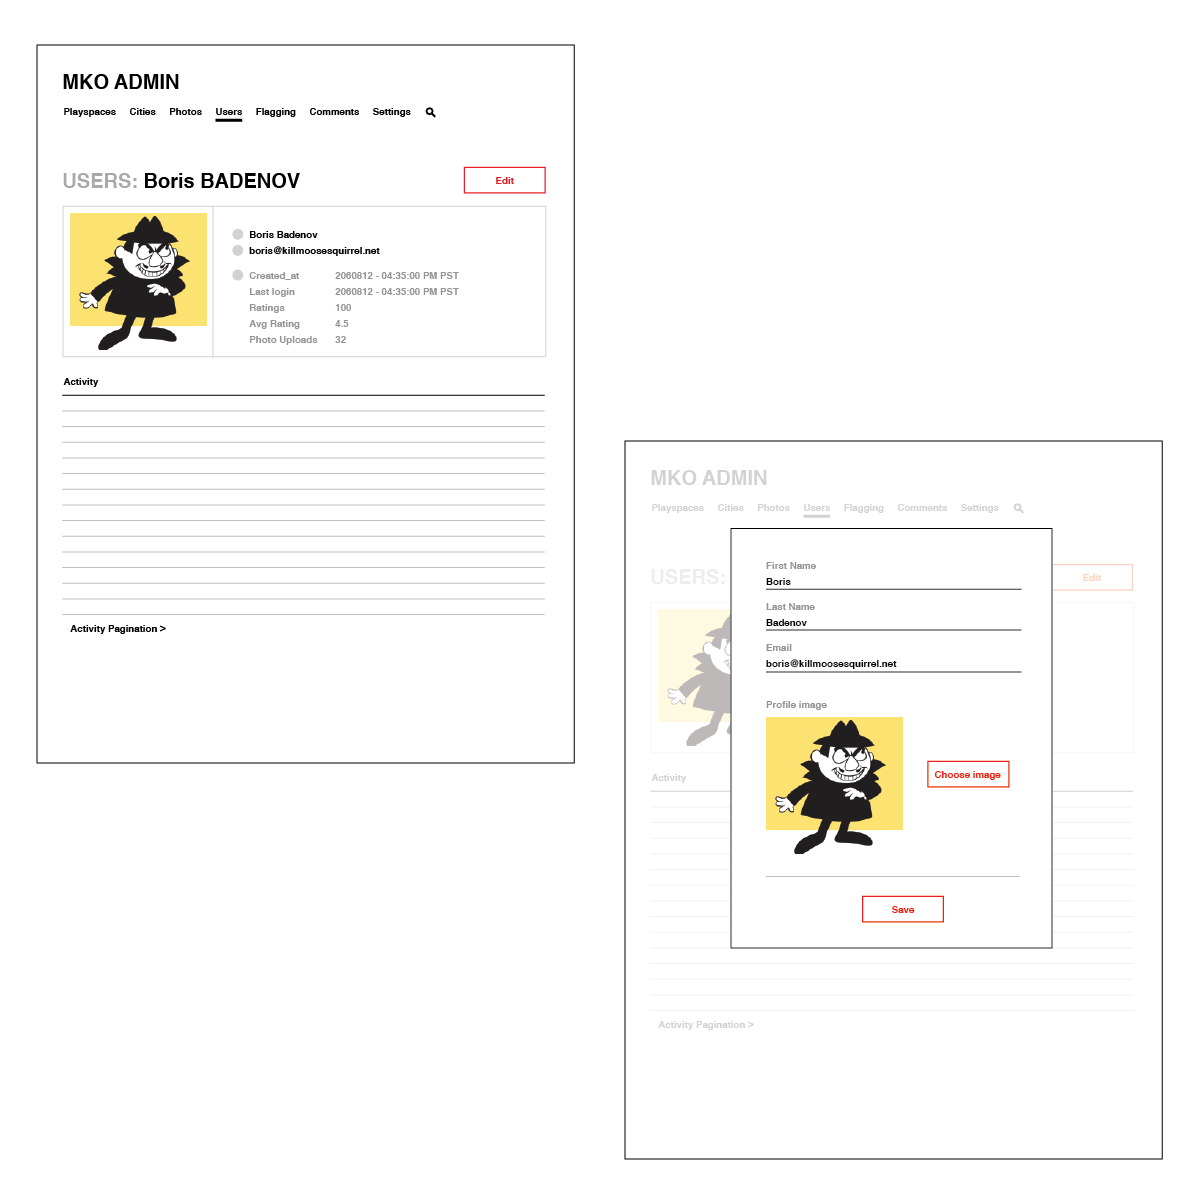 MKO ADMIN
Playspaces Cities Photos Users Flagging Comments Settings
USERS: Boris BADENOV
Edit
Boris Badenov
boris@killmoosesquirrel.net
Created_at 2060812 - 04:35:00 PM PST
Last login 2060812 - 04:35:00 PM PST
Ratings 100
Avg Rating 4.5
Photo Uploads 32
Activity
Activity Pagination >
MKO ADMIN
Playspaces Cities Photos Users Flagging Comments Settings
USERS:
Edit
First Name
Boris
Last Name
Badenov
Email
boris@killmoosesquirrel.net
Profile image
Choose image
Save
Activity
Activity Pagination >